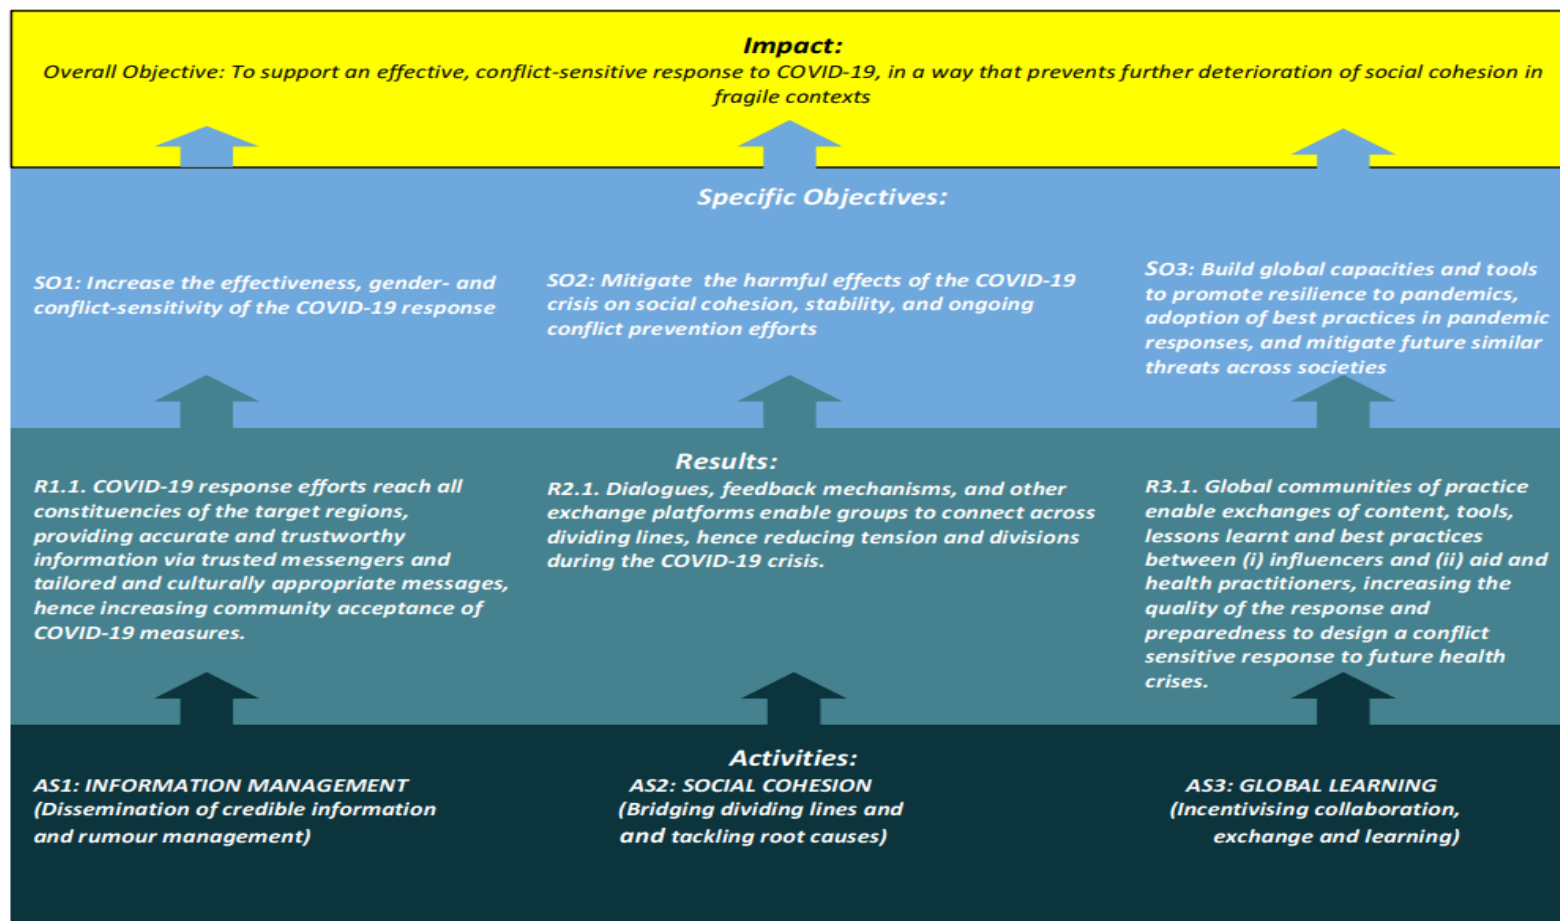 Impact:
Overall Objective: To support an effective, conflict-sensitive response to COVID-19, in a way that prevents further deterioration of social cohesion in
fragile contexts
Specific Objectives:
SO1: Increase the effectiveness, gender- and
conflict-sensitivity of the COVID-19 response
SO2: Mitigate  the harmful effects of the COVID-19
crisis on social cohesion, stability, and ongoing
conflict prevention efforts
SO3: Build global capacities and tools
to promote resilience to pandemics,
adoption of best practices in pandemic
responses, and mitigate future similar
threats across societies
Results:
R1.1. COVID-19 response efforts reach all
constituencies of the target regions,
providing accurate and trustworthy
information via trusted messengers and
tailored and culturally appropriate messages,
hence increasing community acceptance of
COVID-19 measures.
R2.1. Dialogues, feedback mechanisms, and other
exchange platforms enable groups to connect across
dividing lines, hence reducing tension and divisions
during the COVID-19 crisis.
R3.1. Global communities of practice
enable exchanges of content, tools,
lessons learnt and best practices
between (i) influencers and (ii) aid and
health practitioners, increasing the
quality of the response and
preparedness to design a conflict
sensitive response to future health
crises.
Activities:
AS1: INFORMATION MANAGEMENT
(Dissemination of credible information
and rumour management)
AS2: SOCIAL COHESION
(Bridging dividing lines and
and tackling root causes)
AS3: GLOBAL LEARNING
(Incentivising collaboration,
exchange and learning)